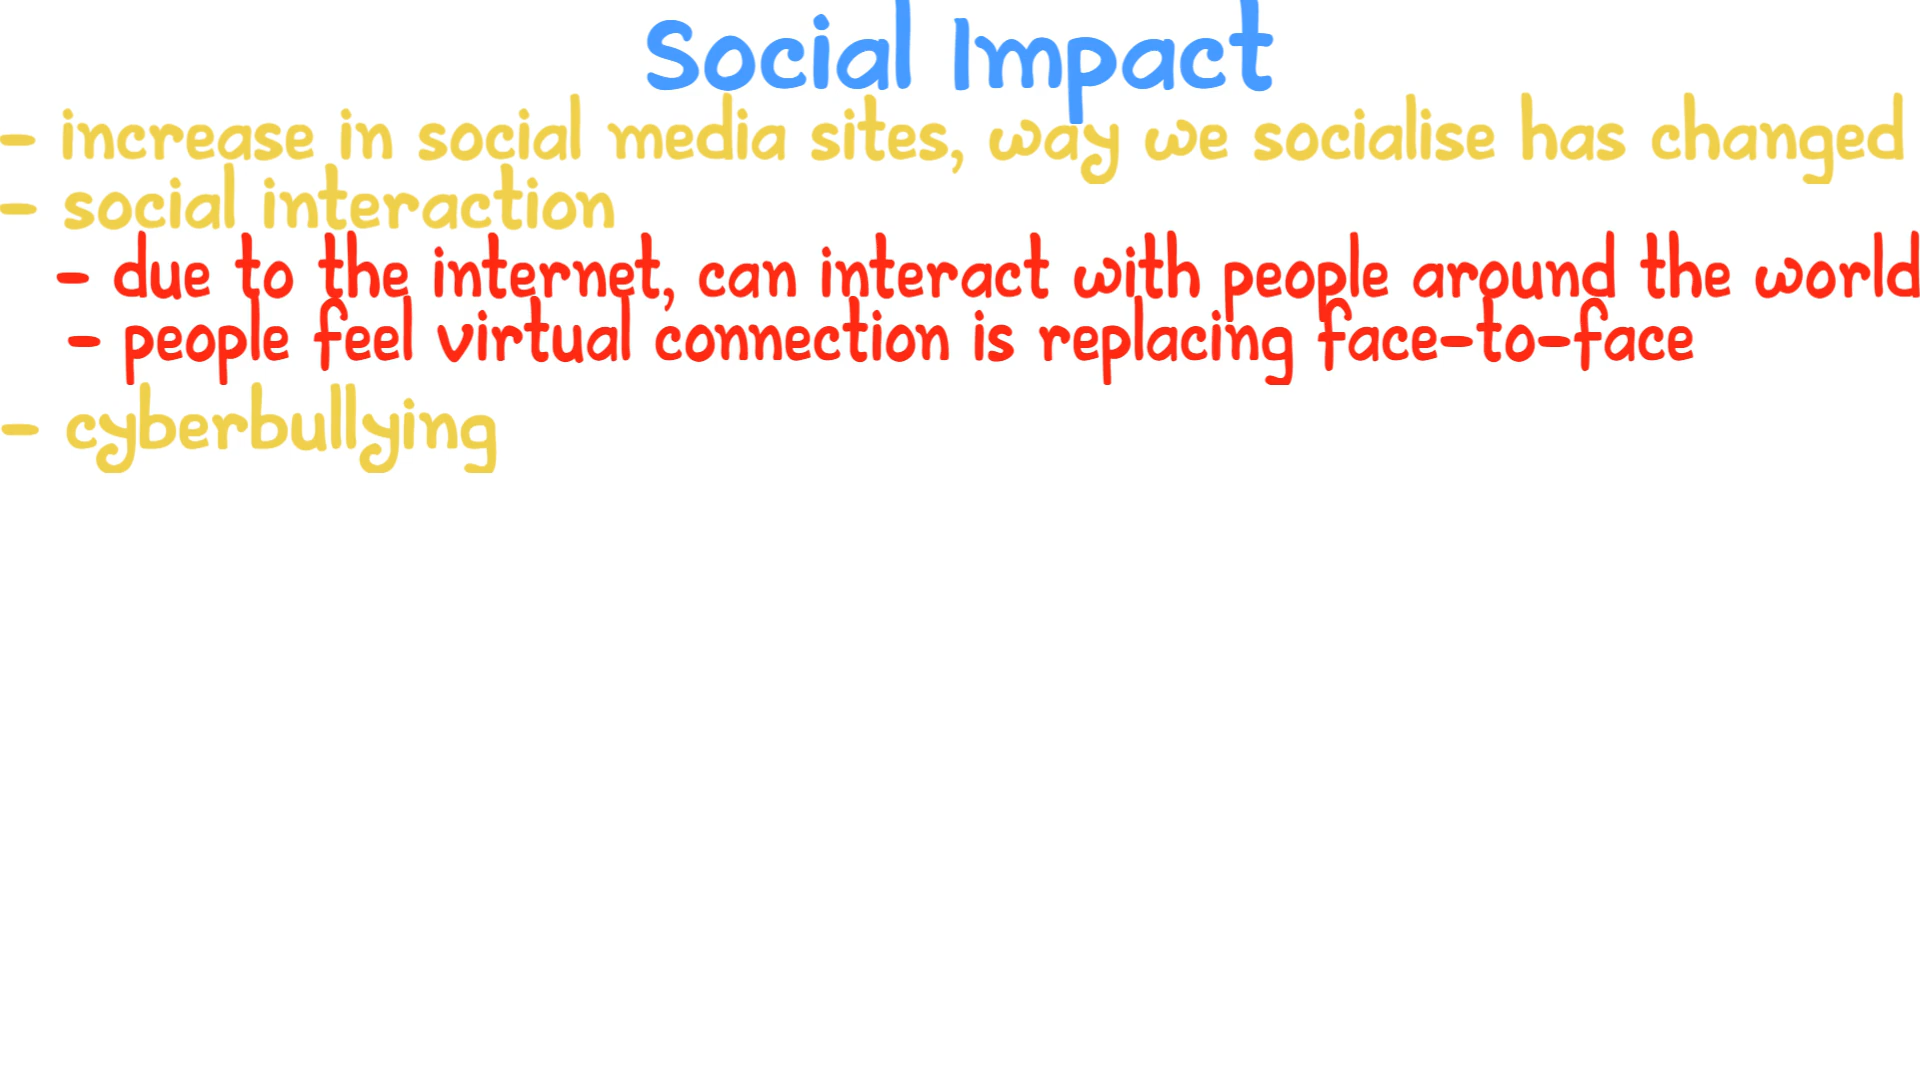 Social Impact
- increase in social media sites, way we socialise has changed
- social interaction
- due to the internet, can interact with people around the world
- people feel virtual connection is replacing face-to-face
- cyberbullying